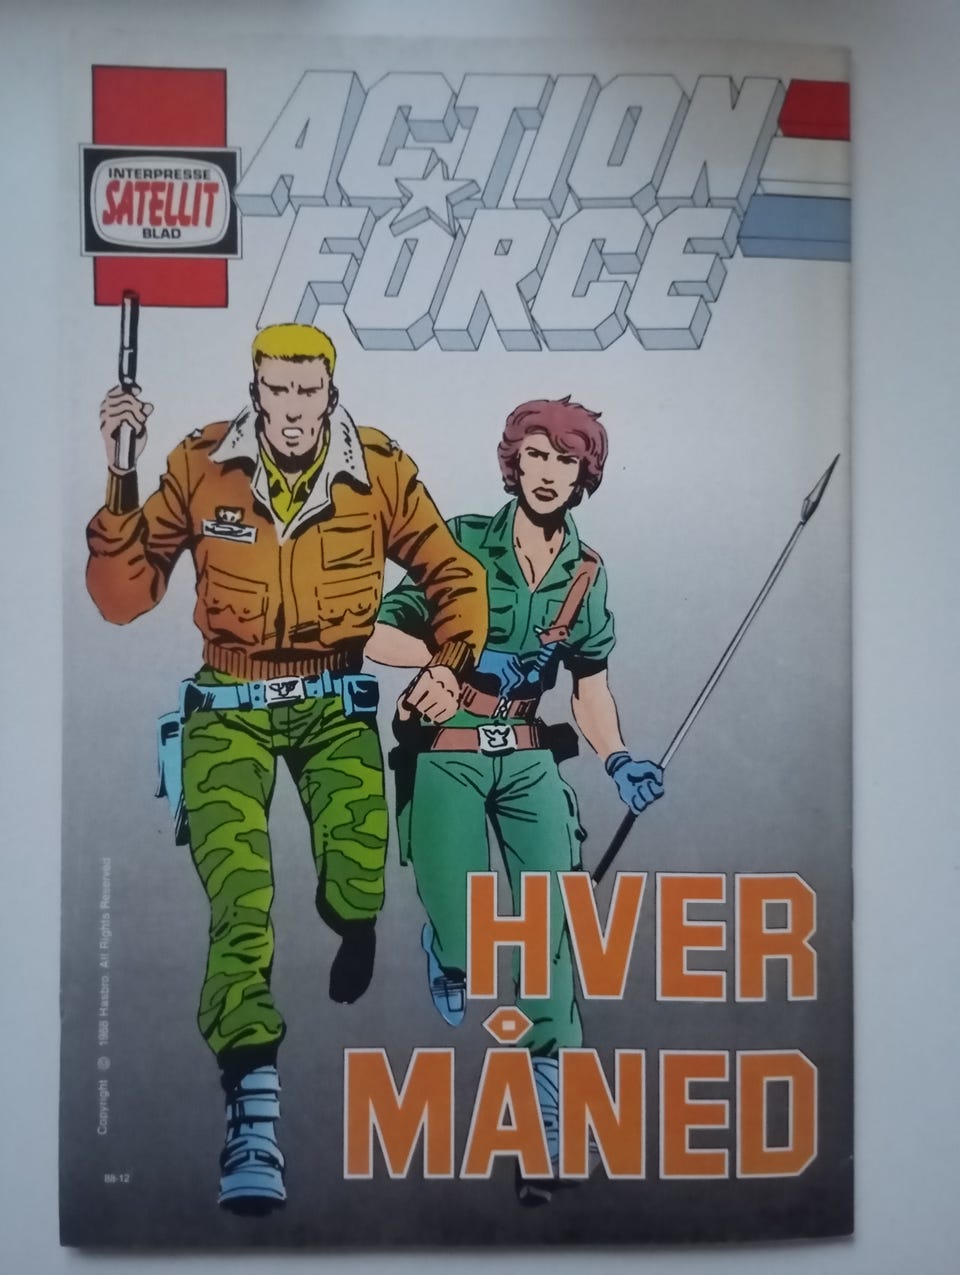 ACTION
FORCE
INTERPRESSE
SATELLIT
BLAD
HVER
MÅNED
Copyright © 1988 Hasbro. All Rights Reserved
88-12